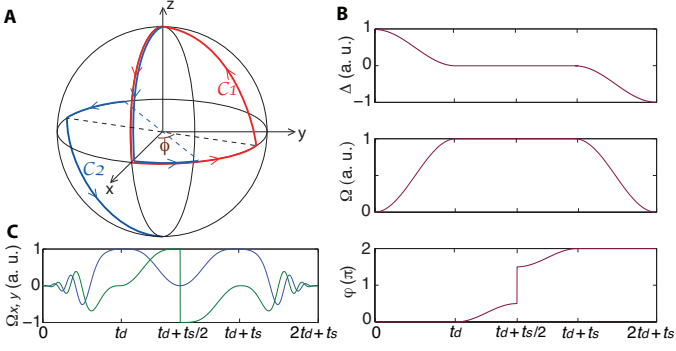 A
z
y
x
C1
C2
ϕ
B
Δ (a. u.)
1
0
−1
Ω (a. u.)
1
0
φ (π)
2
1
0
0
td
td+ts/2
td+ts
2td+ts
C
Ωx, y (a. u.)
1
0
−1
0
td
td+ts/2
td+ts
2td+ts